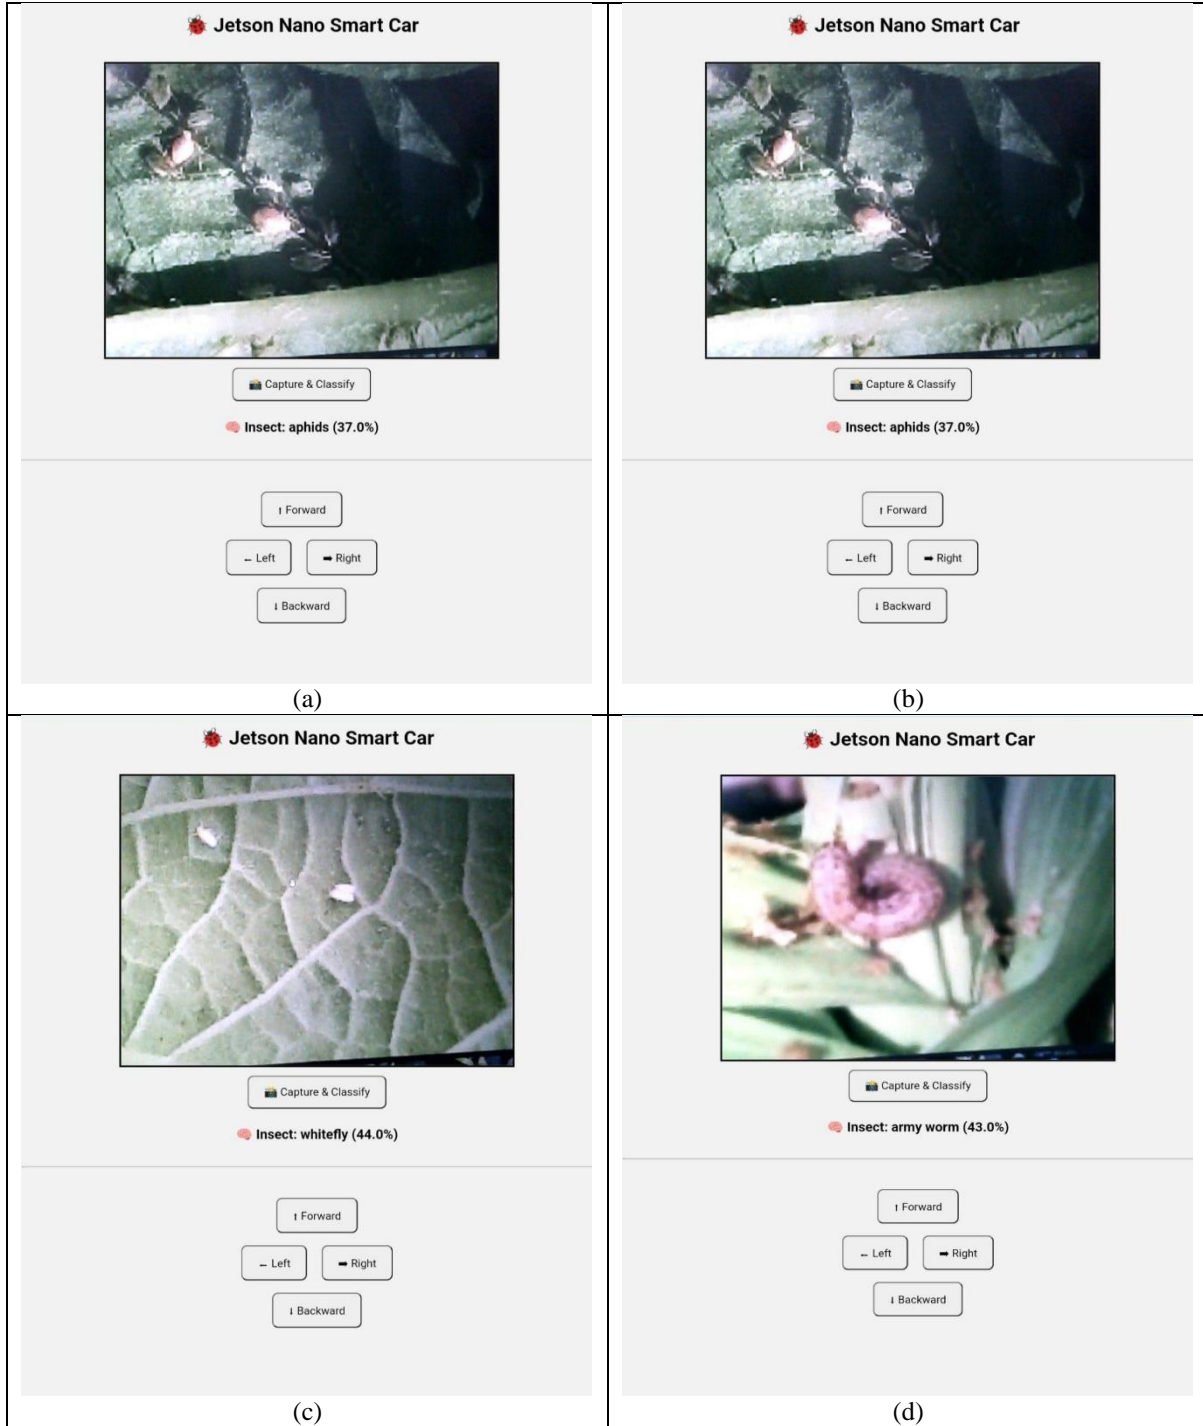 🐞 Jetson Nano Smart Car
📸 Capture & Classify
🧠 Insect: aphids (37.0%)
↑ Forward
← Left ➡ Right
↓ Backward
(a)
🐞 Jetson Nano Smart Car
📸 Capture & Classify
🧠 Insect: aphids (37.0%)
↑ Forward
← Left ➡ Right
↓ Backward
(b)
🐞 Jetson Nano Smart Car
📸 Capture & Classify
🧠 Insect: whitefly (44.0%)
↑ Forward
← Left ➡ Right
↓ Backward
(c)
🐞 Jetson Nano Smart Car
📸 Capture & Classify
🧠 Insect: army worm (43.0%)
↑ Forward
← Left ➡ Right
↓ Backward
(d)